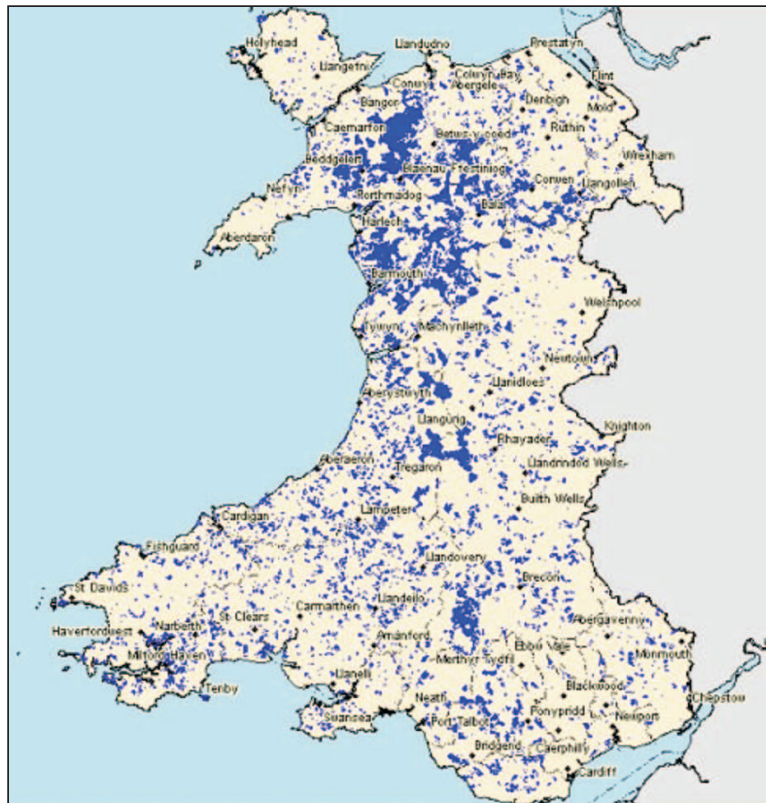 Holyhead
Llandudno
Prestatyn
Llangefni
Conwy
Colwyn Bay
Abergele
Flint
Bangor
Denbigh
Mold
Caernarfon
Betws-y-coed
Ruthin
Beddgelert
Blaenau Ffestiniog
Wrexham
Corwen
Llangollen
Nefyn
Porthmadog
Bala
Harlech
Aberdaron
Barmouth
Welshpool
Tywyn
Machynlleth
Newtown
Llanidloes
Aberystwyth
Llangurig
Knighton
Rhayader
Aberaeron
Tregaron
Llandrindod Wells
Builth Wells
Cardigan
Lampeter
Fishguard
Llandovery
St Davids
Brecon
Carmarthen
Llandeilo
Haverfordwest
Narberth
St Clears
Abergavenny
Amanford
Milford Haven
Ebbw Vale
Merthyr Tydfil
Monmouth
Llanelli
Tenby
Neath
Blackwood
Chepstow
Swansea
Port Talbot
Ponypridd
Newport
Bridgend
Caerphilly
Cardiff